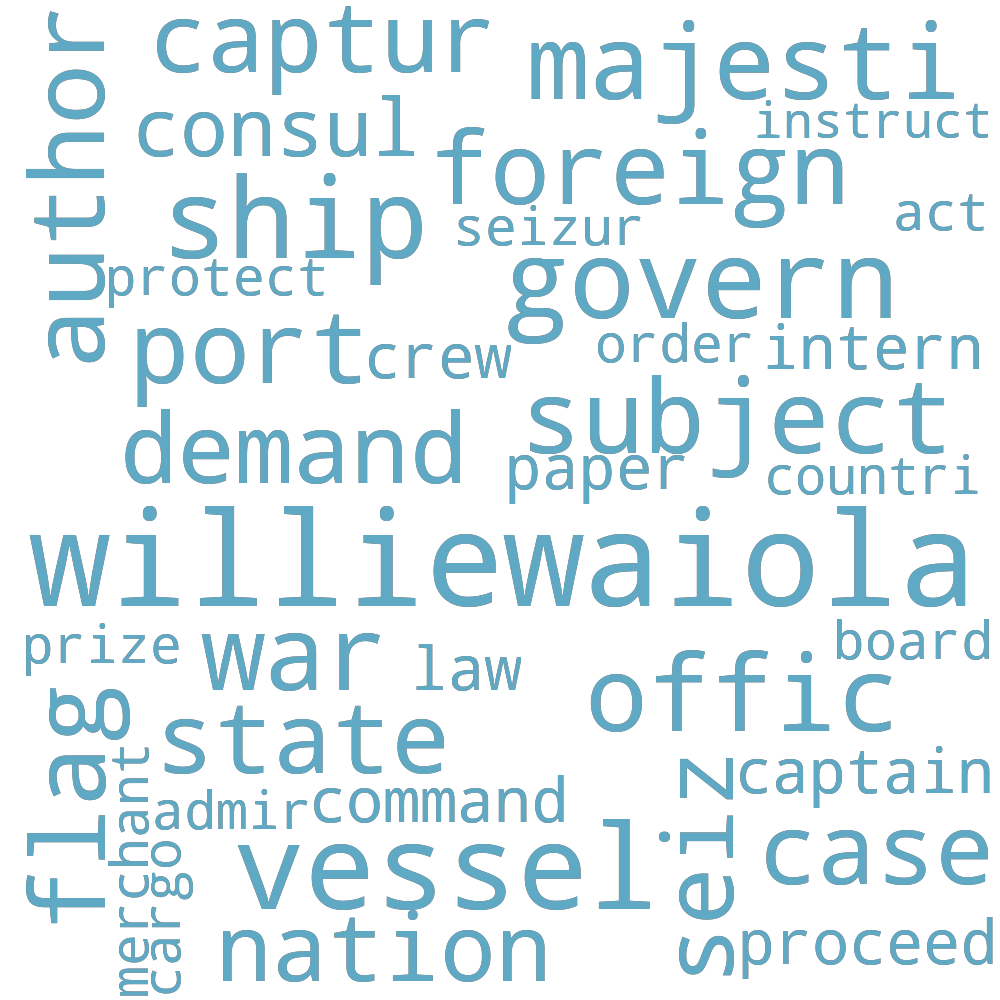 captur
majesti
author
consul
instruct
foreign
ship
seizur
act
protect
govern
port
crew
order
intern
subject
demand
paper
countri
williewaiola
prize
war
law
board
offic
flag
state
merchant
captain
seiz
admir
command
cargo
vessel
case
nation
proceed